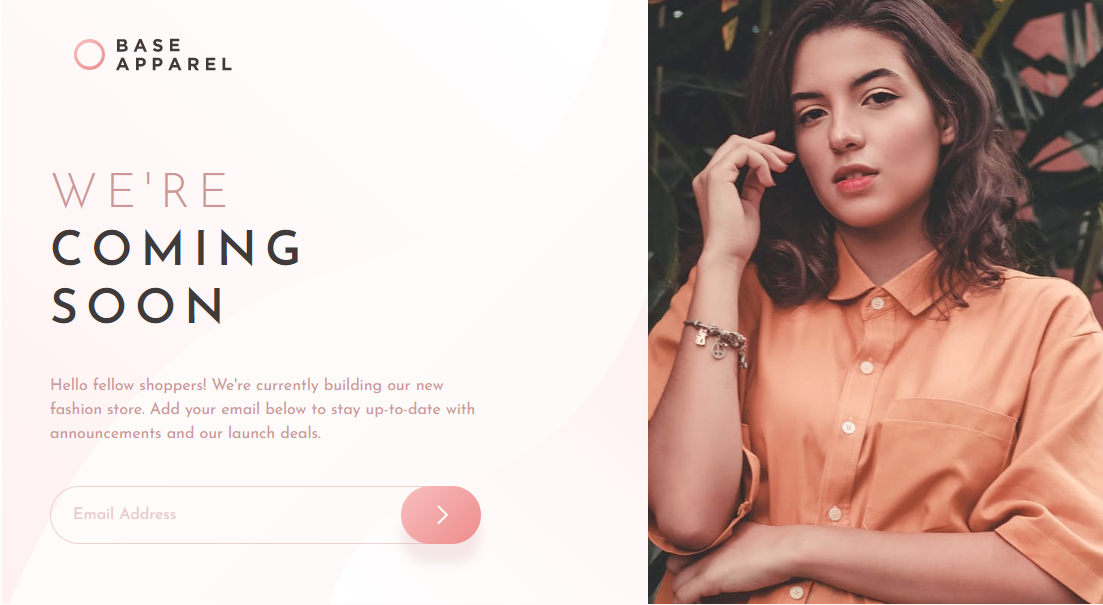 BASE
APPAREL
WE'RE
COMING
SOON
Hello fellow shoppers! We're currently building our new
fashion store. Add your email below to stay up-to-date with
announcements and our launch deals.
Email Address